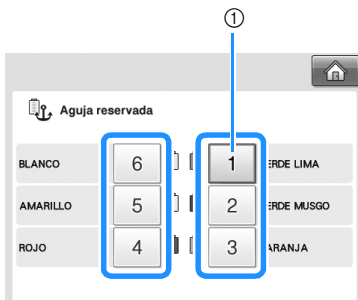 ①
Aguja reservada
BLANCO 6 1 ERDE LIMA
AMARILLO 5 2 ERDE MUSGO
ROJO 4 3 ARANJA